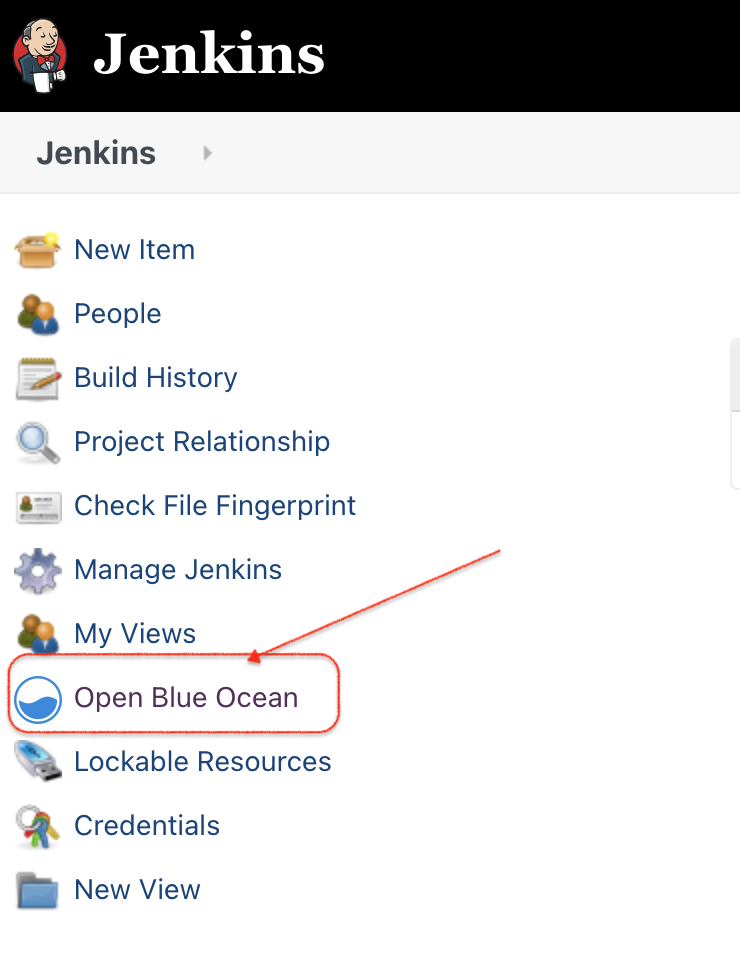 Jenkins
Jenkins
New Item
People
Build History
Project Relationship
Check File Fingerprint
Manage Jenkins
My Views
Open Blue Ocean
Lockable Resources
Credentials
New View